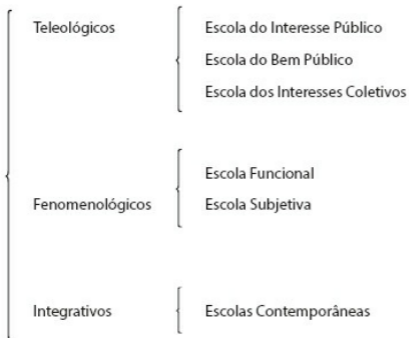 Teleológicos
Escola do Interesse Público
Escola do Bem Público
Escola dos Interesses Coletivos
Escola Funcional
Fenomenológicos
Escola Subjetiva
Integrativos
Escolas Contemporâneas